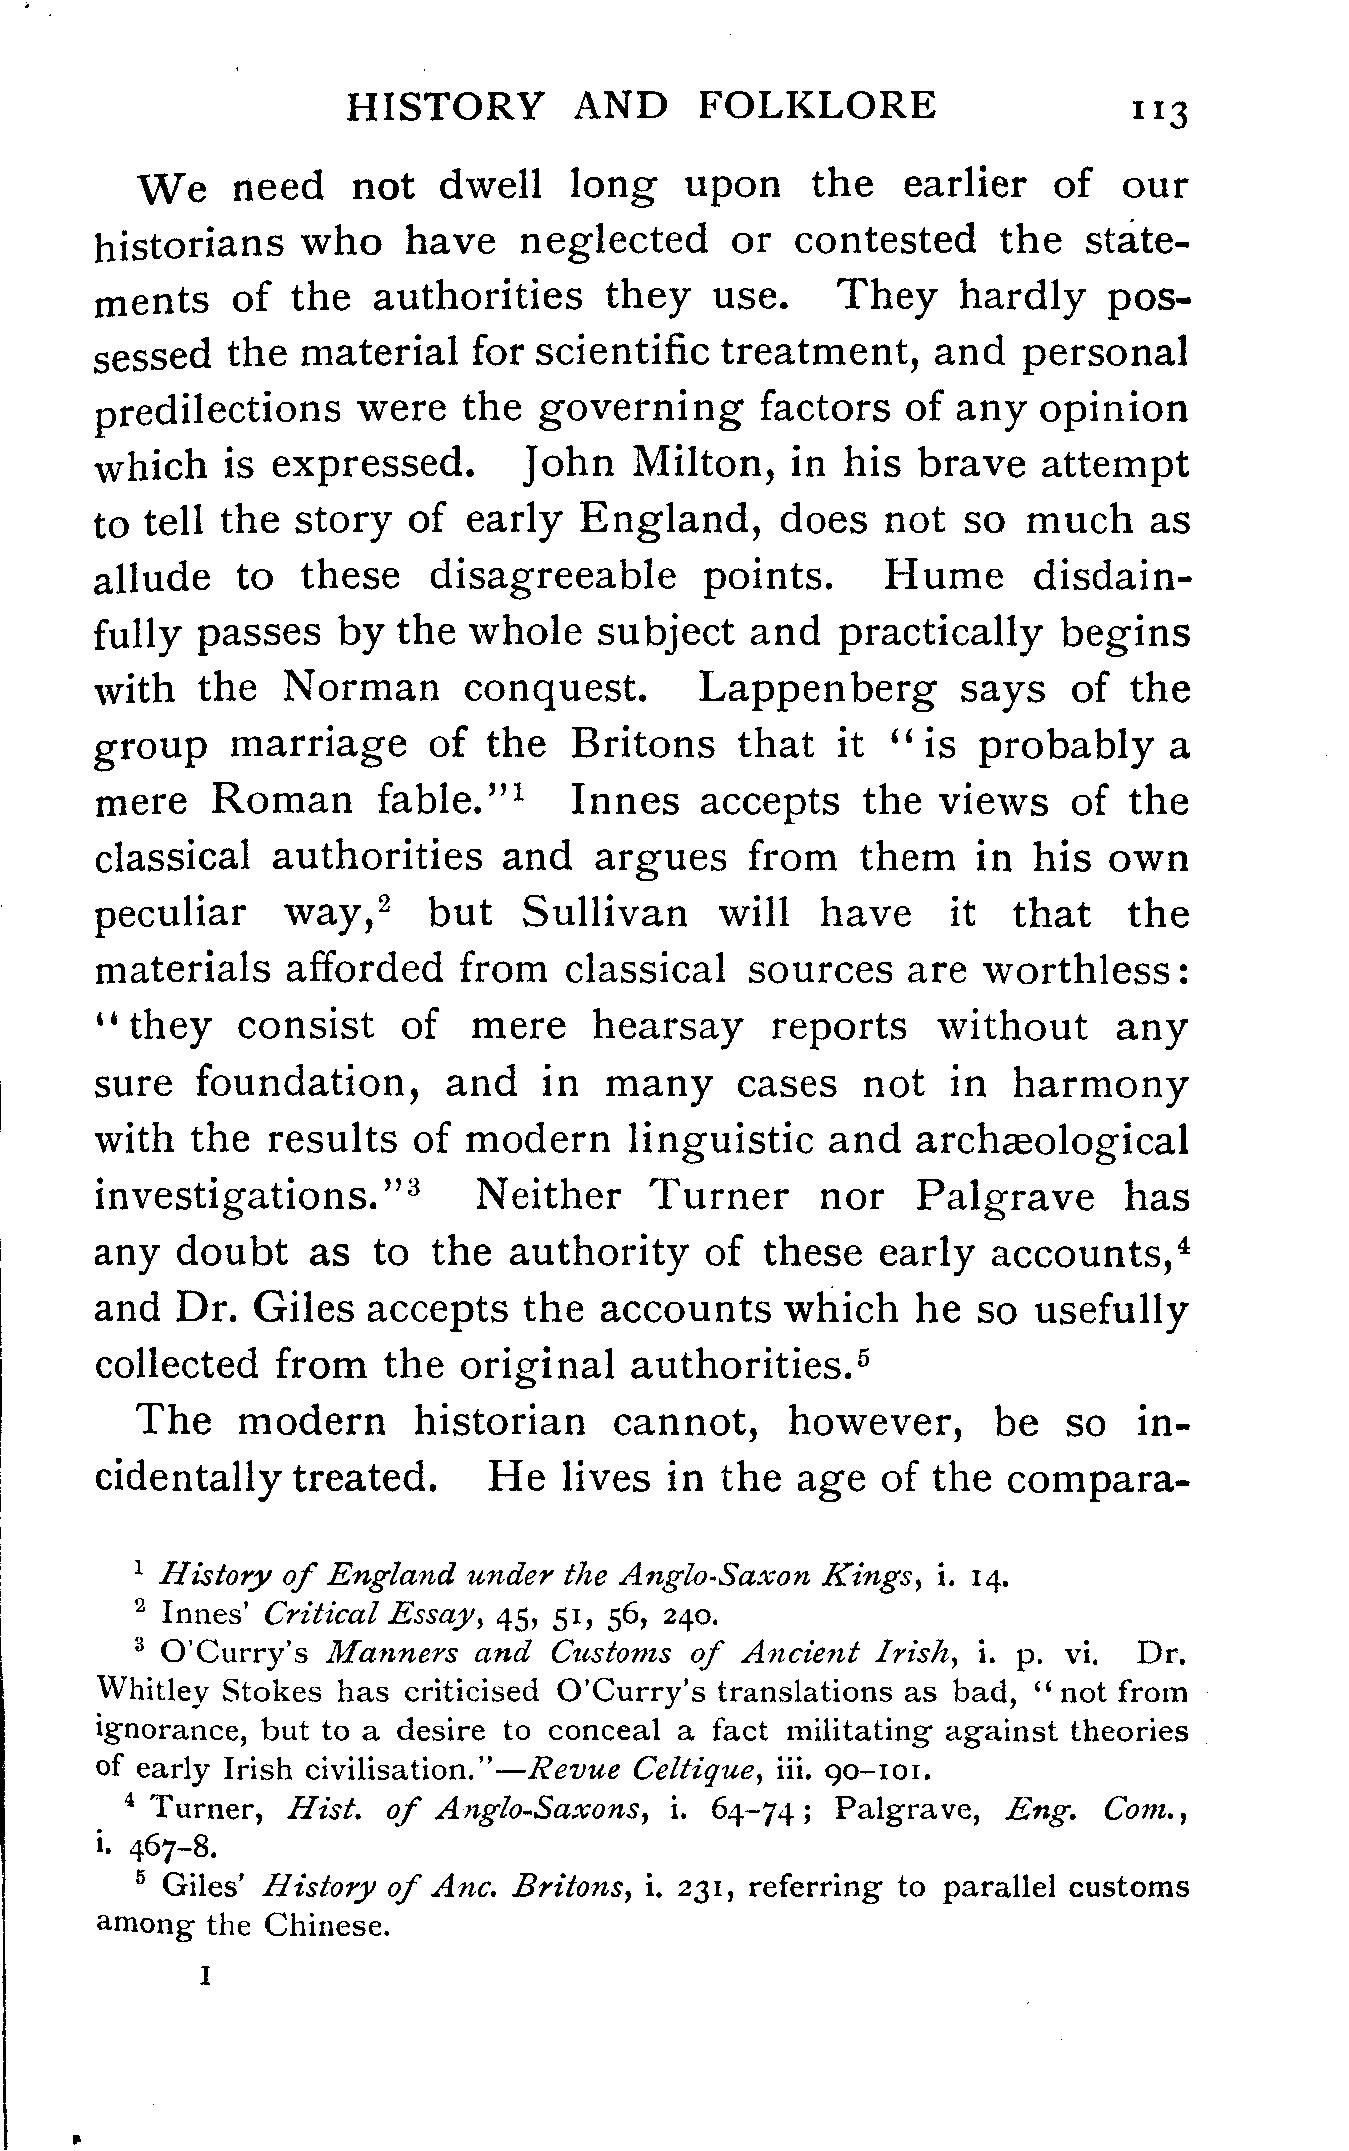 HISTORY AND FOLKLORE 113
We need not dwell long upon the earlier of our
historians who have neglected or contested the state-
ments of the authorities they use. They hardly pos-
sessed the material for scientific treatment, and personal
predilections were the governing factors of any opinion
which is expressed. John Milton, in his brave attempt
to tell the story of early England, does not so much as
allude to these disagreeable points. Hume disdain-
fully passes by the whole subject and practically begins
with the Norman conquest. Lappenberg says of the
group marriage of the Britons that it “is probably a
mere Roman fable.”¹ Innes accepts the views of the
classical authorities and argues from them in his own
peculiar way,² but Sullivan will have it that the
materials afforded from classical sources are worthless:
“they consist of mere hearsay reports without any
sure foundation, and in many cases not in harmony
with the results of modern linguistic and archæological
investigations.”³ Neither Turner nor Palgrave has
any doubt as to the authority of these early accounts,⁴
and Dr. Giles accepts the accounts which he so usefully
collected from the original authorities.⁵
The modern historian cannot, however, be so in-
cidentally treated. He lives in the age of the compara-
¹ History of England under the Anglo-Saxon Kings, i. 14.
² Innes' Critical Essay, 45, 51, 56, 240.
³ O'Curry's Manners and Customs of Ancient Irish, i. p. vi. Dr.
Whitley Stokes has criticised O'Curry's translations as bad, “not from
ignorance, but to a desire to conceal a fact militating against theories
of early Irish civilisation.”—Revue Celtique, iii. 90–101.
⁴ Turner, Hist. of Anglo-Saxons, i. 64–74; Palgrave, Eng. Com.,
i. 467–8.
⁵ Giles' History of Anc. Britons, i. 231, referring to parallel customs
among the Chinese.
I